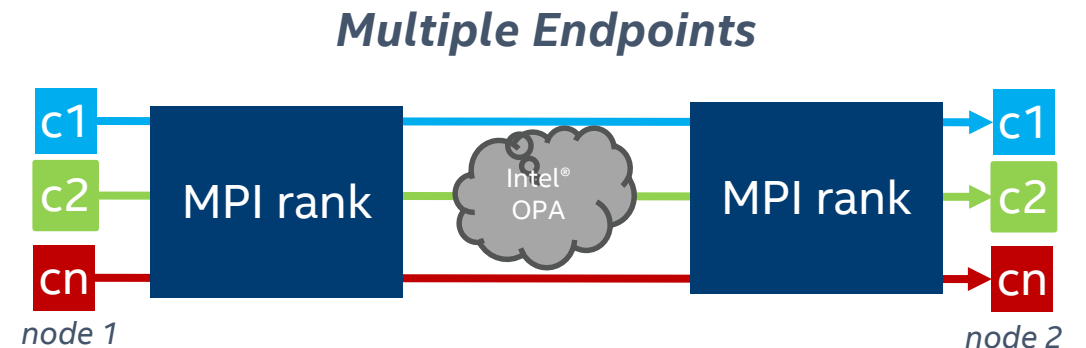 Multiple Endpoints
c1
c2
cn
node 1
MPI rank
Intel®
OPA
MPI rank
c1
c2
cn
node 2